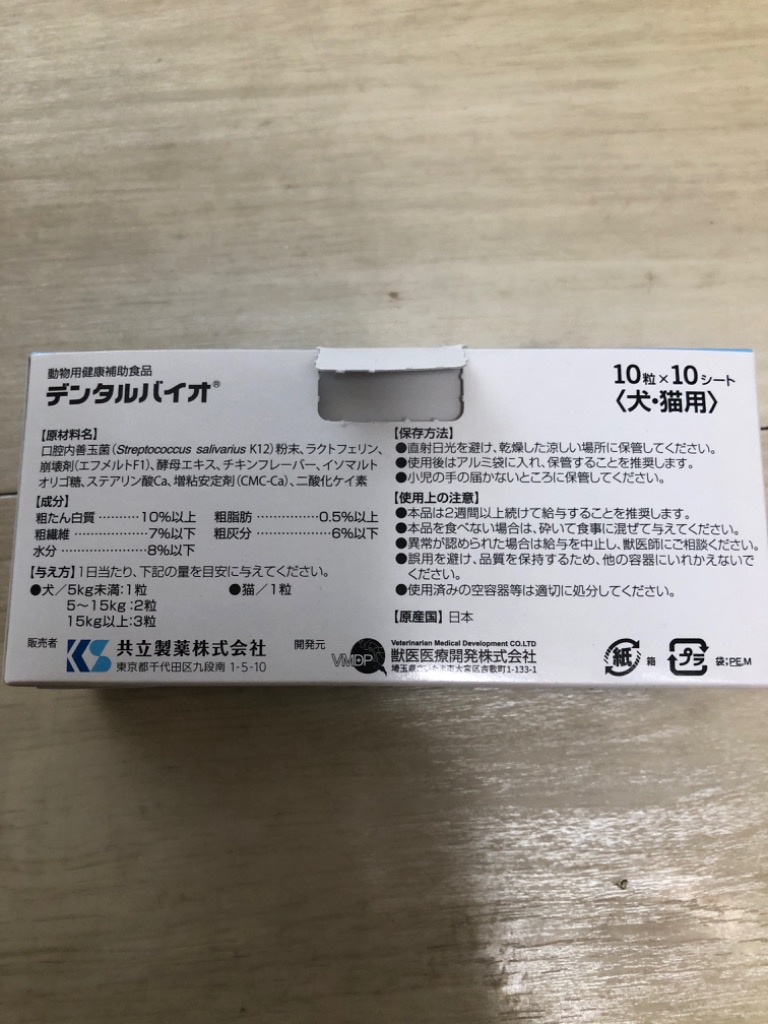 動物用健康補助食品
デンタルバイオ®
10粒×10シート
〈犬・猫用〉
【原材料名】
口腔内善玉菌(Streptococcus salivarius K12)粉末、ラクトフェリン、
崩壊剤(エフメルトF1)、酵母エキス、チキンフレーバー、イソマルト
オリゴ糖、ステアリン酸Ca、増粘安定剤(CMC-Ca)、二酸化ケイ素
【成分】
粗たん白質 ………… 10%以上 粗脂肪 …………… 0.5%以上
粗繊維 ……………… 7%以下 粗灰分 ……………… 6%以下
水分 ………………… 8%以下
【与え方】1日当たり、下記の量を目安に与えてください。
●犬/5kg未満:1粒 ●猫/1粒
5〜15kg:2粒
15kg以上:3粒
【保存方法】
●直射日光を避け、乾燥した涼しい場所に保管してください。
●使用後はアルミ袋に入れ、保管することを推奨します。
●小児の手の届かないところに保管してください。
【使用上の注意】
●本品は2週間以上続けて給与することを推奨します。
●本品を食べない場合は、砕いて食事に混ぜて与えてください。
●異常が認められた場合は給与を中止し、獣医師にご相談ください。
●誤用を避け、品質を保持するため、他の容器にいれかえないで
ください。
●使用済みの空容器等は適切に処分してください。
【原産国】日本
販売者 KS 共立製薬株式会社
東京都千代田区九段南 1-5-10
開発元 VMDP Veterinarian Medical Development CO.LTD
獣医医療開発株式会社
埼玉県さいたま市大宮区吉敷町1-133-1
紙 箱 プラ 袋;PE,M